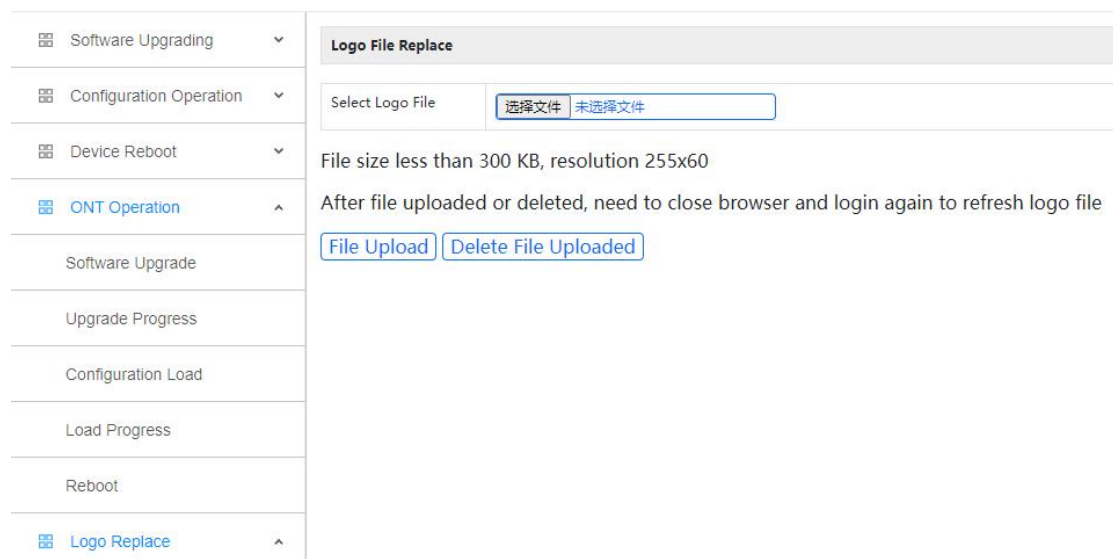 Software Upgrading
Configuration Operation
Device Reboot
ONT Operation
Software Upgrade
Upgrade Progress
Configuration Load
Load Progress
Reboot
Logo Replace
Logo File Replace
Select Logo File
选择文件 未选择文件
File size less than 300 KB, resolution 255x60
After file uploaded or deleted, need to close browser and login again to refresh logo file
File Upload Delete File Uploaded